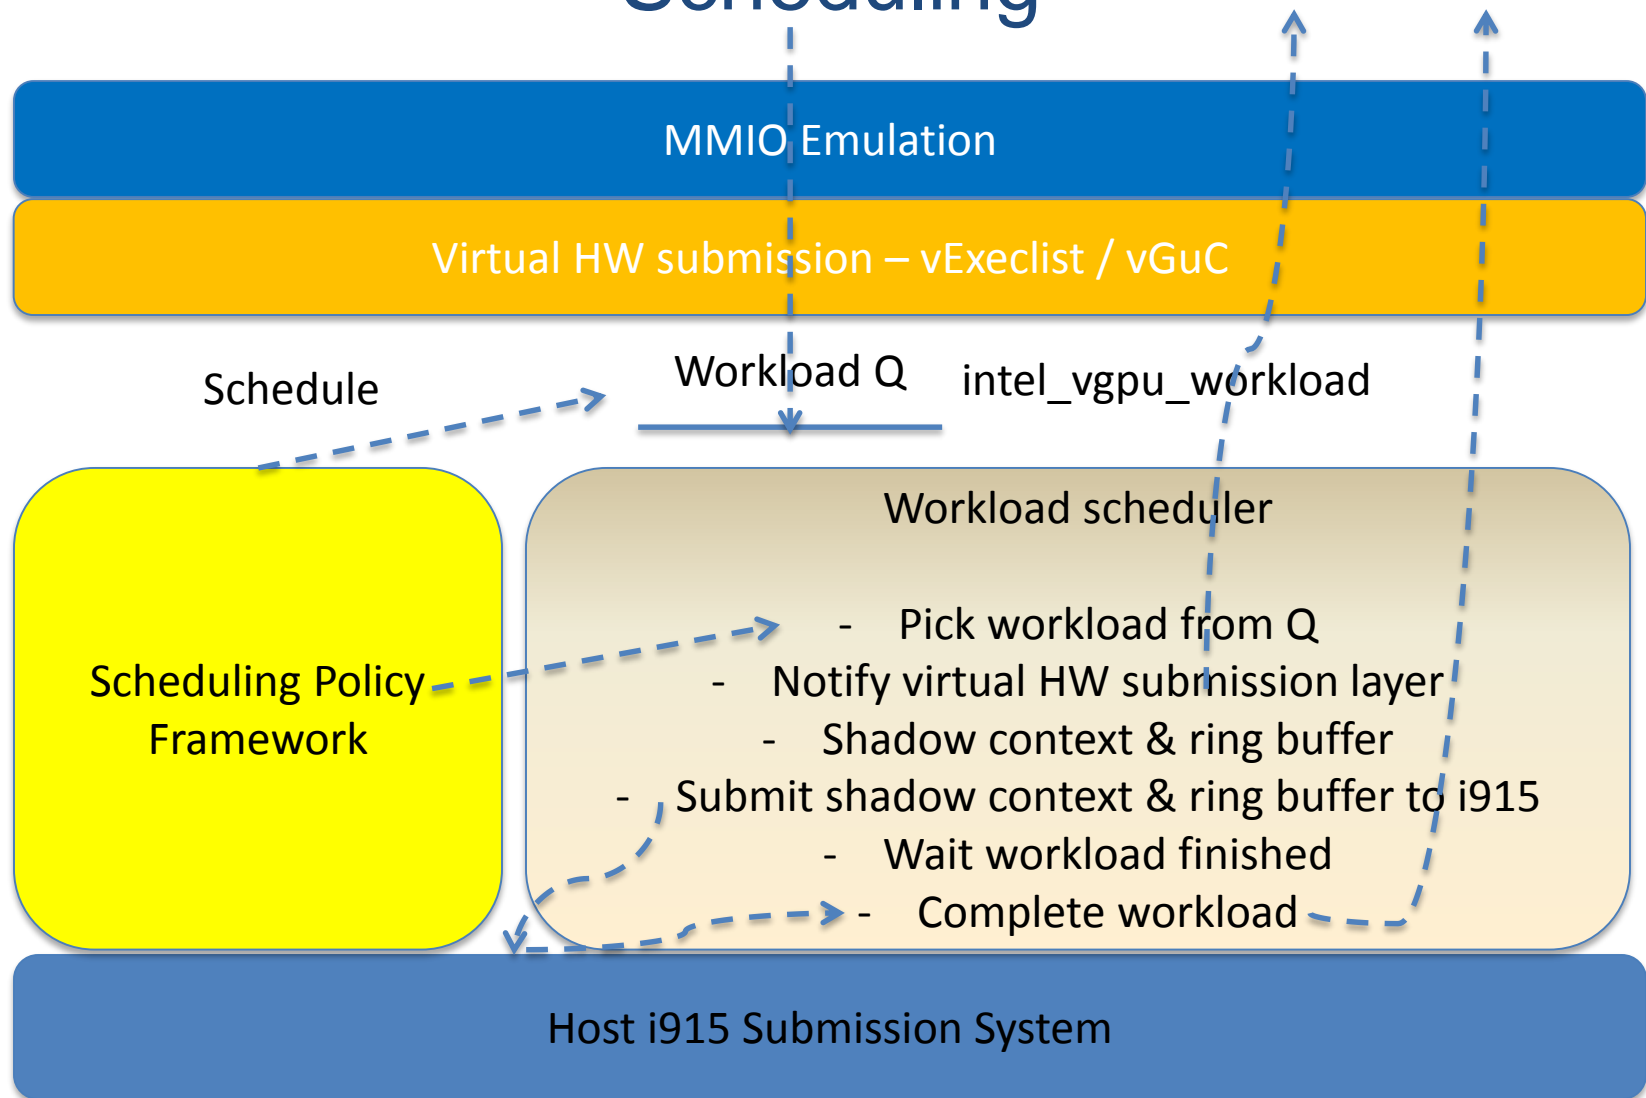 Scheduling
MMIO Emulation
Virtual HW submission – vExeclist / vGuC
Schedule
Workload Q
intel_vgpu_workload
Workload scheduler
- Pick workload from Q
- Notify virtual HW submission layer
- Shadow context & ring buffer
- Submit shadow context & ring buffer to i915
- Wait workload finished
- Complete workload
Scheduling Policy
Framework
Host i915 Submission System